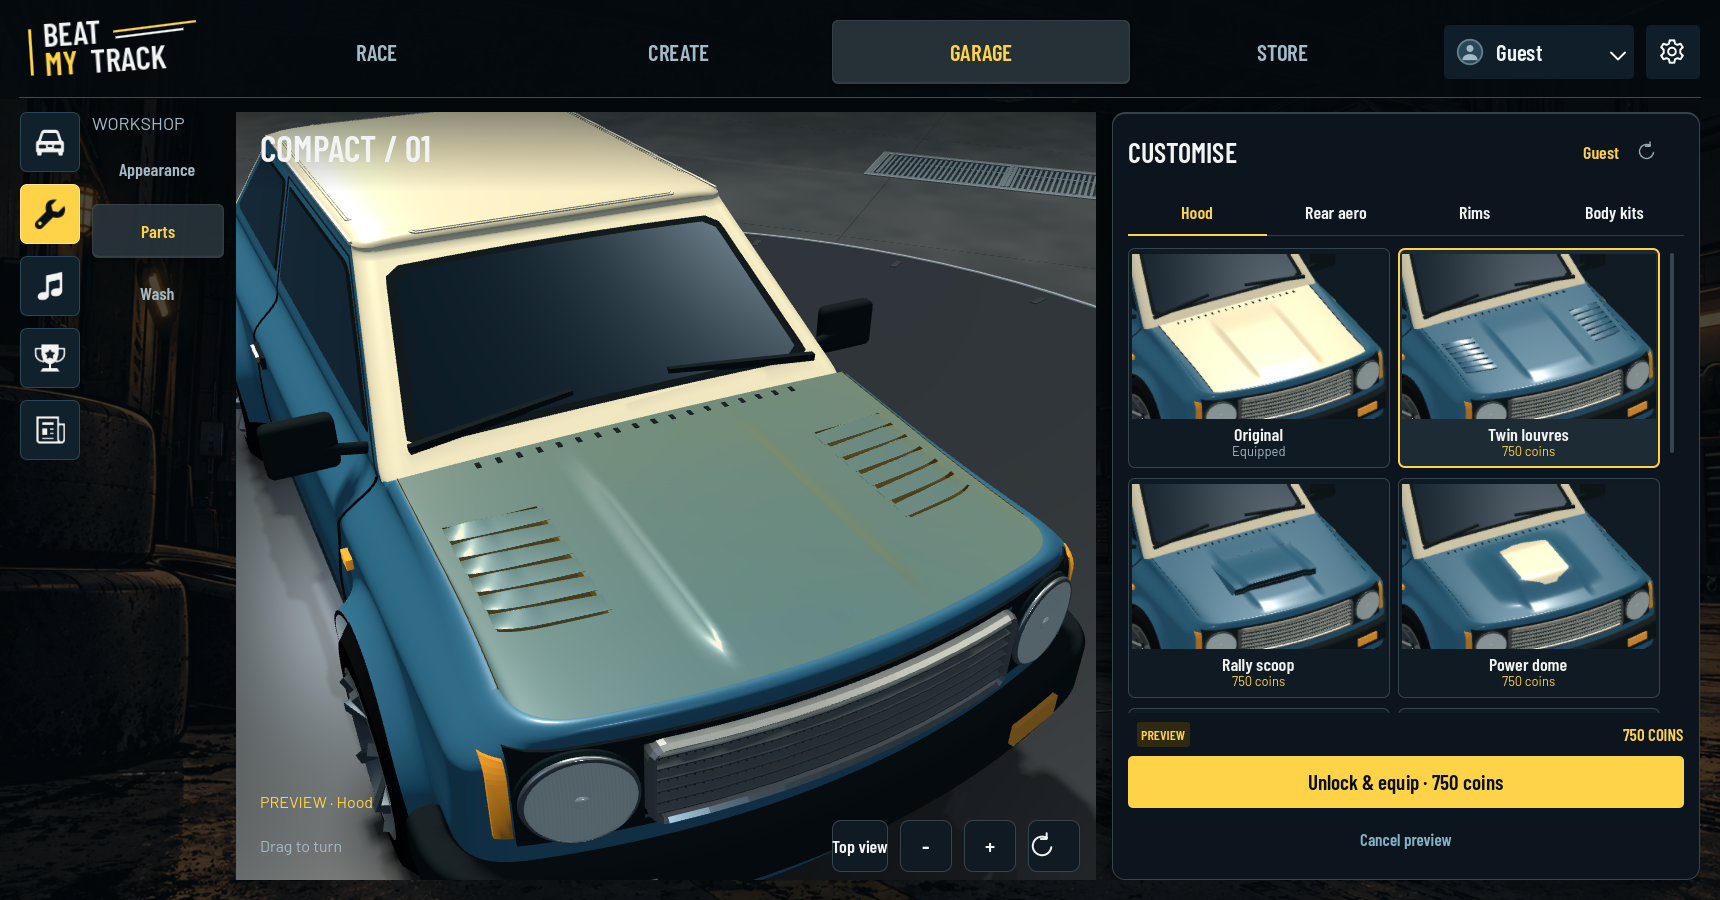 BEAT
MY TRACK
RACE
CREATE
GARAGE
STORE
Guest
WORKSHOP
Appearance
Parts
Wash
COMPACT / 01
PREVIEW · Hood
Drag to turn
Top view
-
+
CUSTOMISE
Guest
Hood
Rear aero
Rims
Body kits
Original
Equipped
Twin louvres
750 coins
Rally scoop
750 coins
Power dome
750 coins
PREVIEW
750 COINS
Unlock & equip · 750 coins
Cancel preview